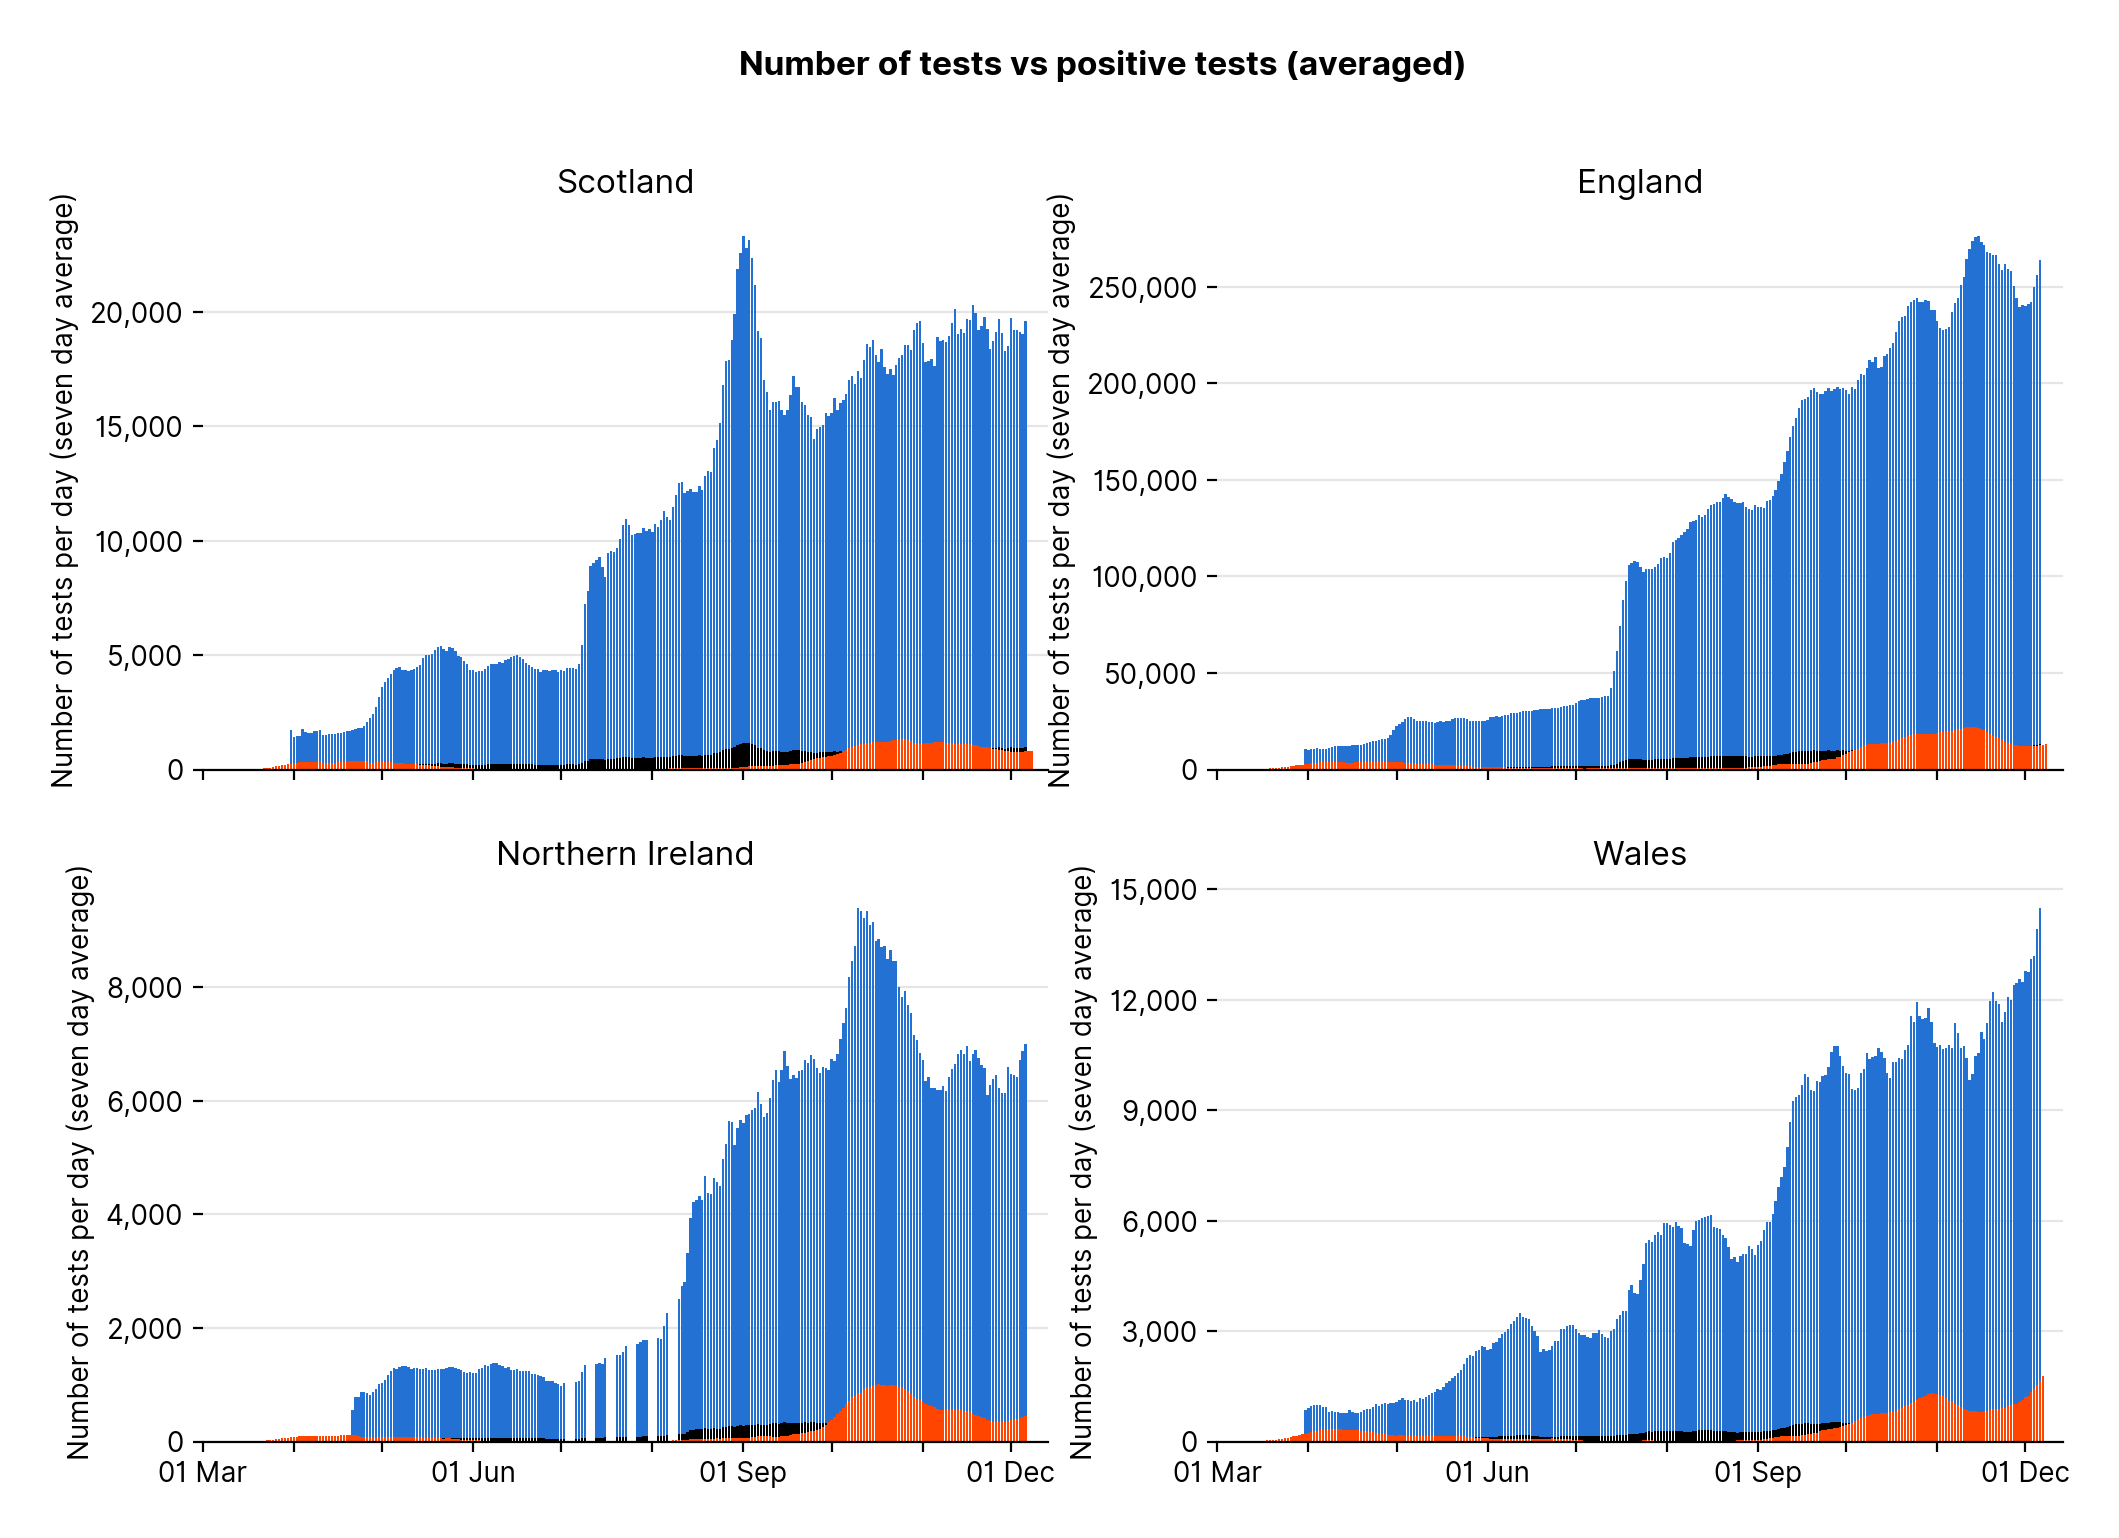 Number of tests vs positive tests (averaged)
Scotland
Number of tests per day (seven day average)
20,000
15,000
10,000
5,000
0
England
Number of tests per day (seven day average)
250,000
200,000
150,000
100,000
50,000
0
Northern Ireland
Number of tests per day (seven day average)
8,000
6,000
4,000
2,000
0
01 Mar 01 Jun 01 Sep 01 Dec
Wales
Number of tests per day (seven day average)
15,000
12,000
9,000
6,000
3,000
0
01 Mar 01 Jun 01 Sep 01 Dec